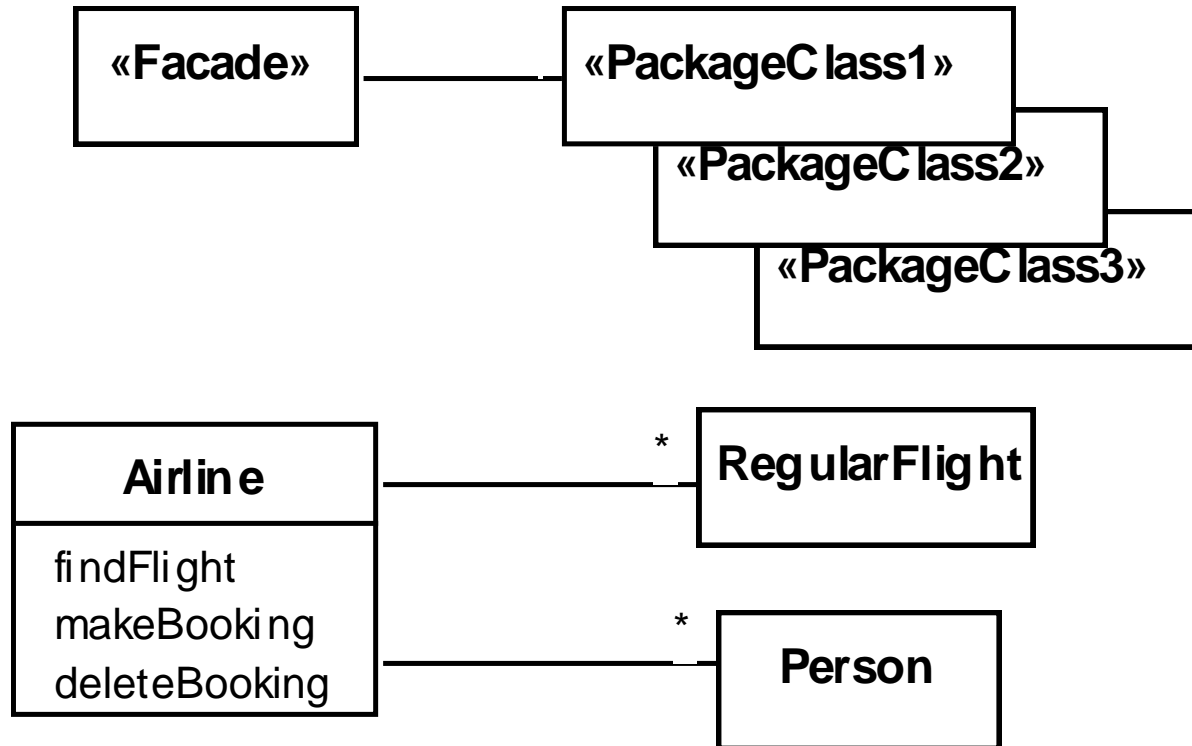 «Facade»
«PackageClass1»
«PackageClass2»
«PackageClass3»
Airline
findFlight
makeBooking
deleteBooking
*
RegularFlight
*
Person